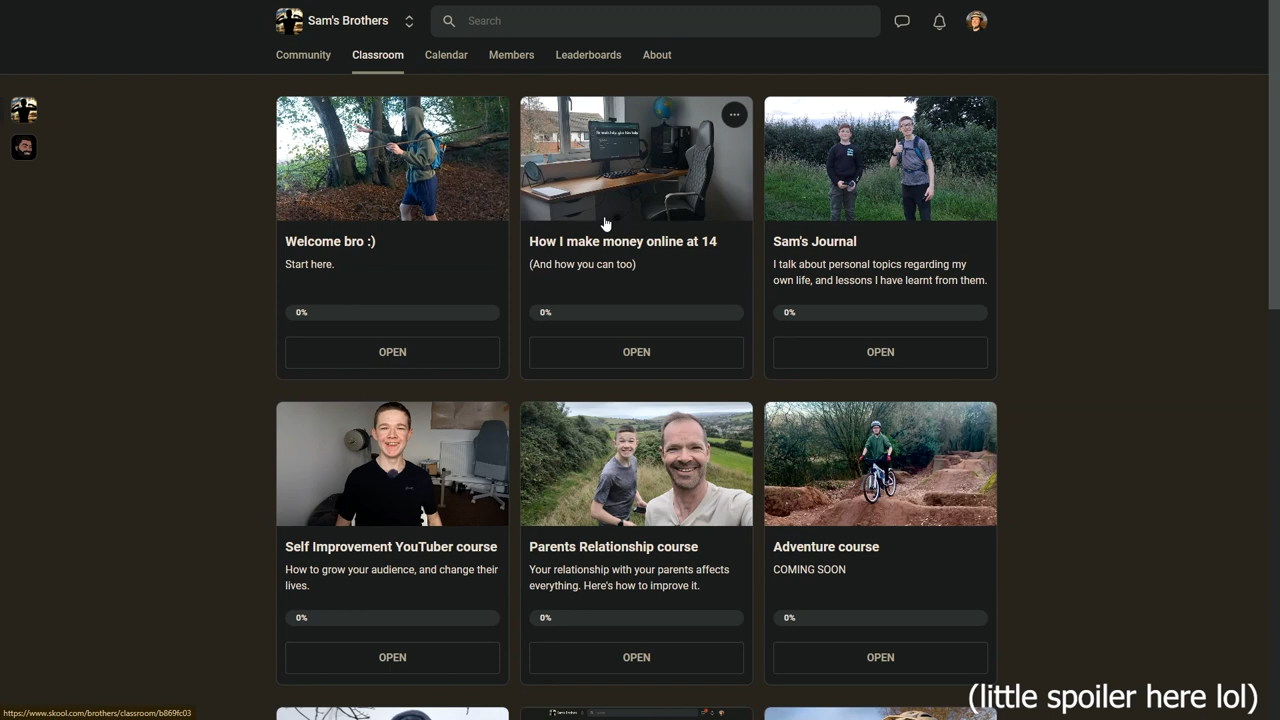 Sam's Brothers
Search
Community
Classroom
Calendar
Members
Leaderboards
About
Welcome bro :)
Start here.
0%
OPEN
How I make money online at 14
(And how you can too)
0%
OPEN
Sam's Journal
I talk about personal topics regarding my
own life, and lessons I have learnt from them.
0%
OPEN
Self Improvement YouTuber course
How to grow your audience, and change their
lives.
0%
OPEN
Parents Relationship course
Your relationship with your parents affects
everything. Here's how to improve it.
0%
OPEN
Adventure course
COMING SOON
0%
OPEN
(little spoiler here lol)
https://www.skool.com/brothers/classroom/b869fc03